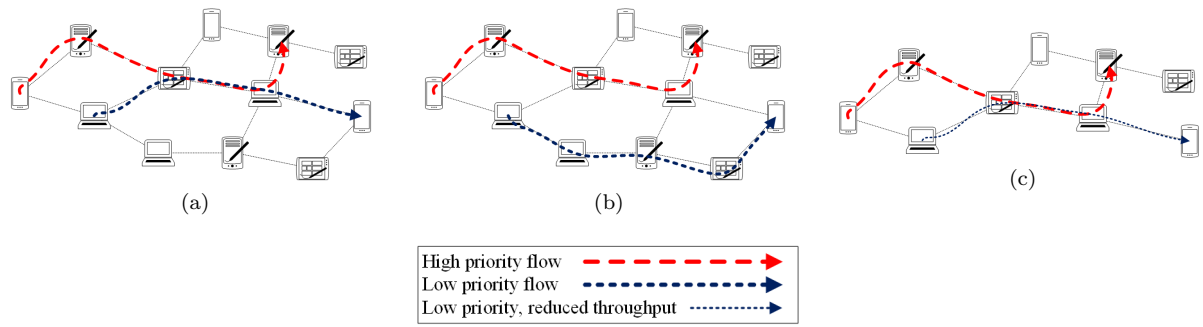 (a)
(b)
(c)
High priority flow
Low priority flow
Low priority, reduced throughput